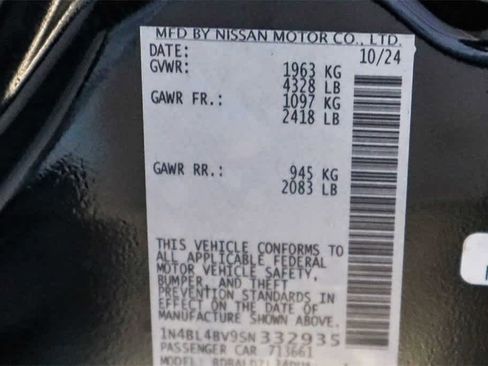 MFD BY NISSAN MOTOR CO., LTD.
DATE: 10/24
GVWR: 1963 KG
4328 LB
GAWR FR.: 1097 KG
2418 LB
GAWR RR.: 945 KG
2083 LB
THIS VEHICLE CONFORMS TO
ALL APPLICABLE FEDERAL
MOTOR VEHICLE SAFETY,
BUMPER, AND THEFT
PREVENTION STANDARDS IN
EFFECT ON THE DATE OF
MANUFACTURE SHOWN ABOVE.
1N4BL4BV9SN332935
PASSENGER CAR 713661
MODEL: